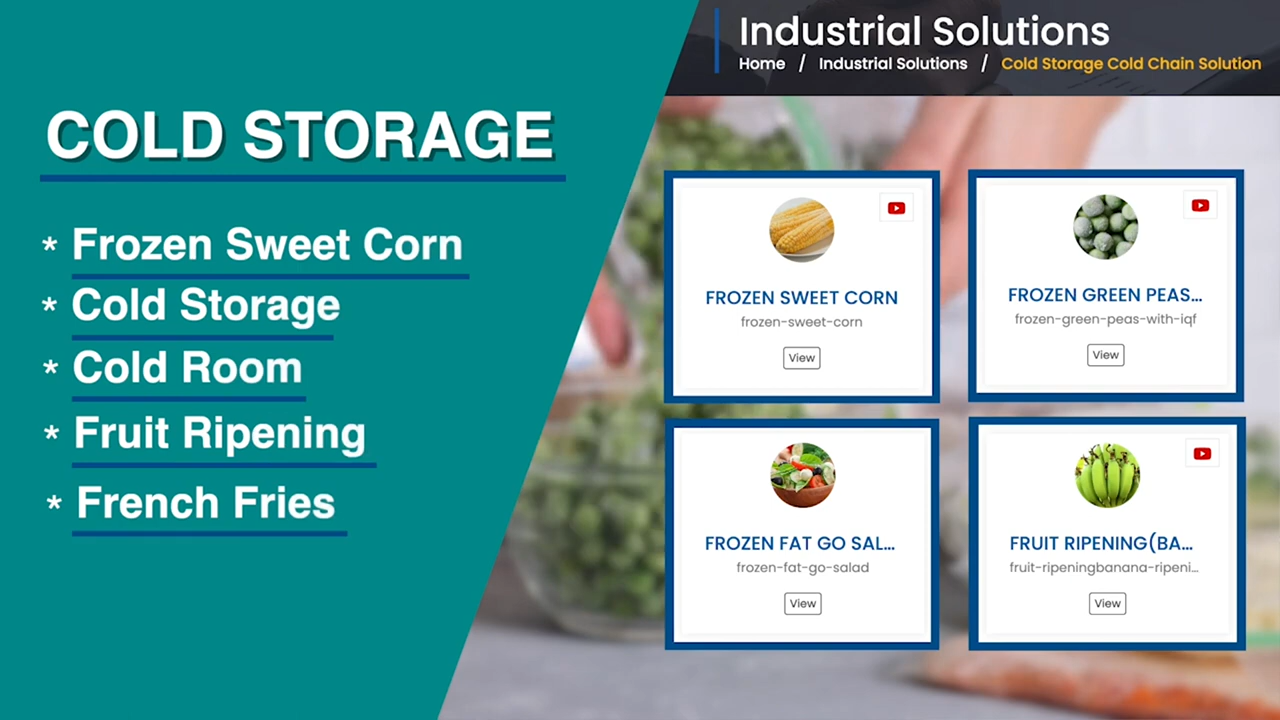 COLD STORAGE
* Frozen Sweet Corn
* Cold Storage
* Cold Room
* Fruit Ripening
* French Fries
Industrial Solutions
Home / Industrial Solutions / Cold Storage Cold Chain Solution
FROZEN SWEET CORN
frozen-sweet-corn
View
FROZEN GREEN PEAS...
frozen-green-peas-with-iqf
View
FROZEN FAT GO SAL...
frozen-fat-go-salad
View
FRUIT RIPENING(BA...
fruit-ripeningbanana-ripeni...
View